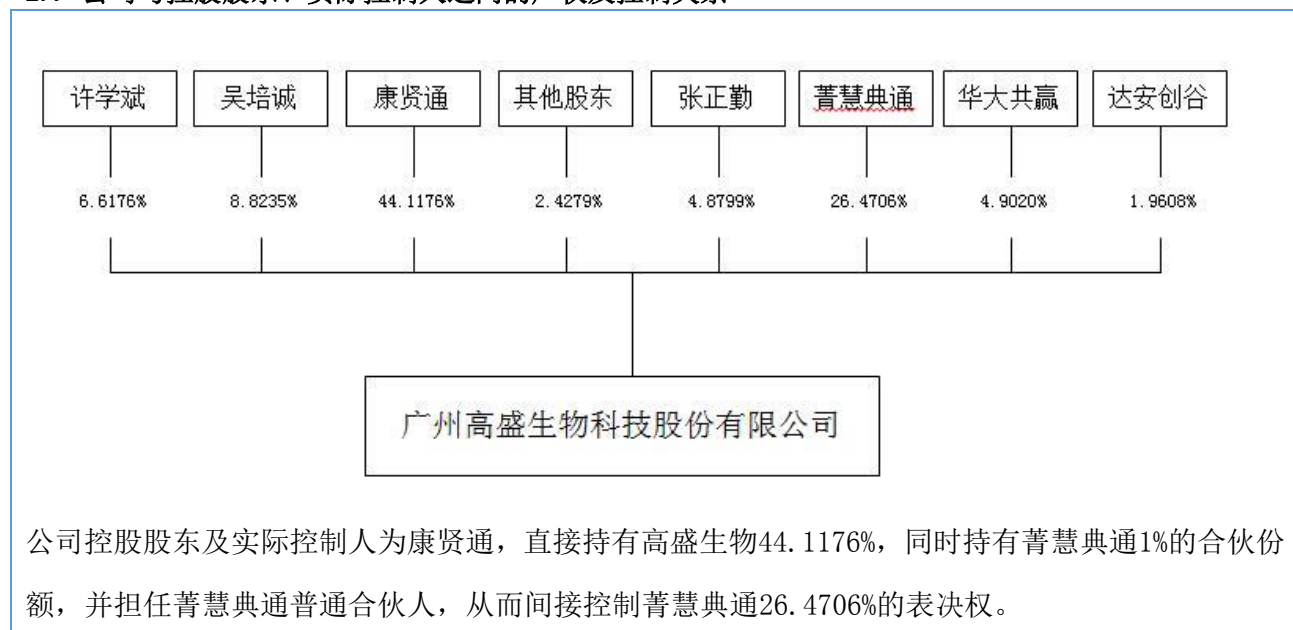 许学斌 吴培诚 康贤通 其他股东 张正勤 菁慧典通 华大共赢 达安创谷
6.6176% 8.8235% 44.1176% 2.4279% 4.8799% 26.4706% 4.9020% 1.9608%
广州高盛生物科技股份有限公司
公司控股股东及实际控制人为康贤通，直接持有高盛生物44.1176%，同时持有菁慧典通1%的合伙份
额，并担任菁慧典通普通合伙人，从而间接控制菁慧典通26.4706%的表决权。